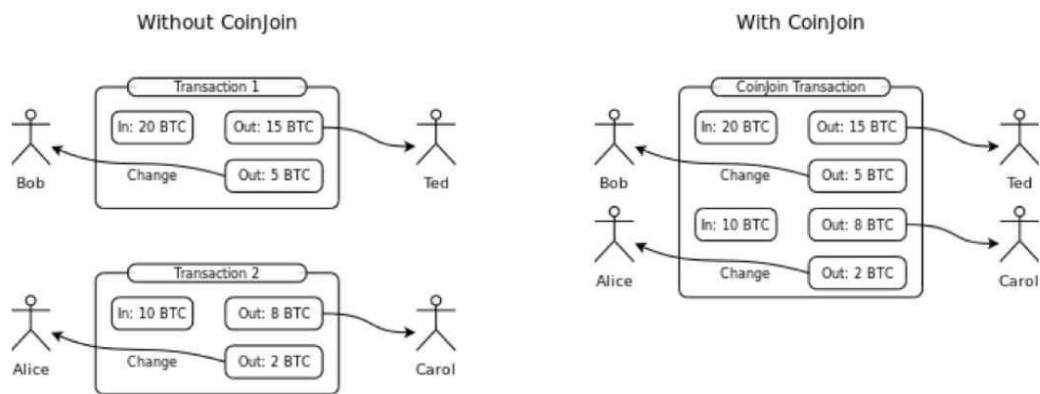 Without CoinJoin
Transaction 1
In: 20 BTC
Out: 15 BTC
Change
Out: 5 BTC
Bob
Ted
Transaction 2
In: 10 BTC
Out: 8 BTC
Change
Out: 2 BTC
Alice
Carol
With CoinJoin
CoinJoin Transaction
In: 20 BTC
Out: 15 BTC
Change
Out: 5 BTC
Bob
Ted
In: 10 BTC
Out: 8 BTC
Change
Out: 2 BTC
Alice
Carol